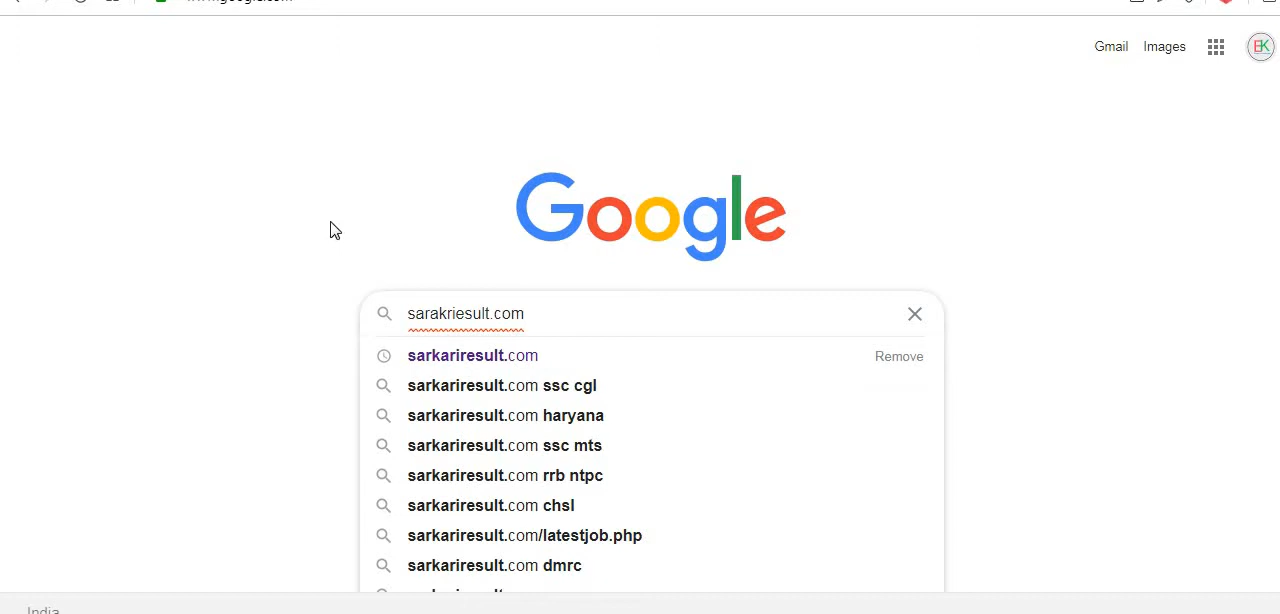 Gmail Images
EK
Google
sarakriesult.com
sarkariresult.com Remove
sarkariresult.com ssc cgl
sarkariresult.com haryana
sarkariresult.com ssc mts
sarkariresult.com rrb ntpc
sarkariresult.com chsl
sarkariresult.com/latestjob.php
sarkariresult.com dmrc
India